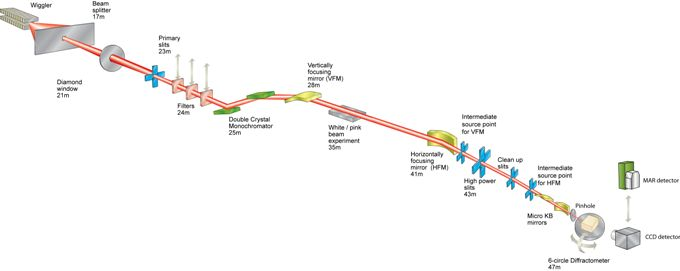 Wiggler
Beam
splitter
17m
Diamond
window
21m
Primary
slits
23m
Filters
24m
Double Crystal
Monochromator
25m
Vertically
focusing
mirror (VFM)
28m
White / pink
beam
experiment
35m
Horizontally
focusing
mirror (HFM)
41m
Intermediate
source point
for VFM
High power
slits
43m
Clean up
slits
Intermediate
source point
for HFM
Micro KB
mirrors
Pinhole
6-circle Diffractometer
47m
MAR detector
CCD detector